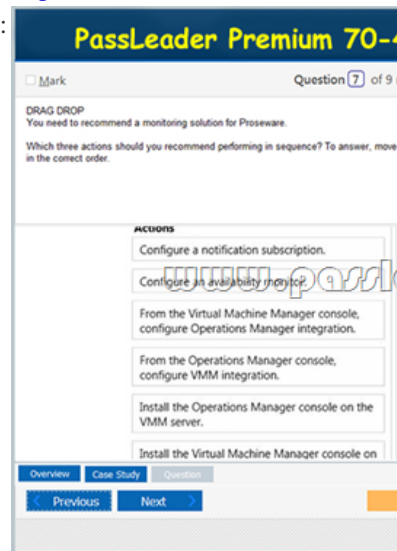 :
PassLeader Premium 70-4
Mark
Question 7 of 9
DRAG DROP
You need to recommend a monitoring solution for Proseware.
Which three actions should you recommend performing in sequence? To answer, move
in the correct order.
Actions
Configure a notification subscription.
Configure an availability monitor.
www.passl
From the Virtual Machine Manager console,
configure Operations Manager integration.
From the Operations Manager console,
configure VMM integration.
Install the Operations Manager console on the
VMM server.
Install the Virtual Machine Manager console on
Overview Case Study Question
Previous Next